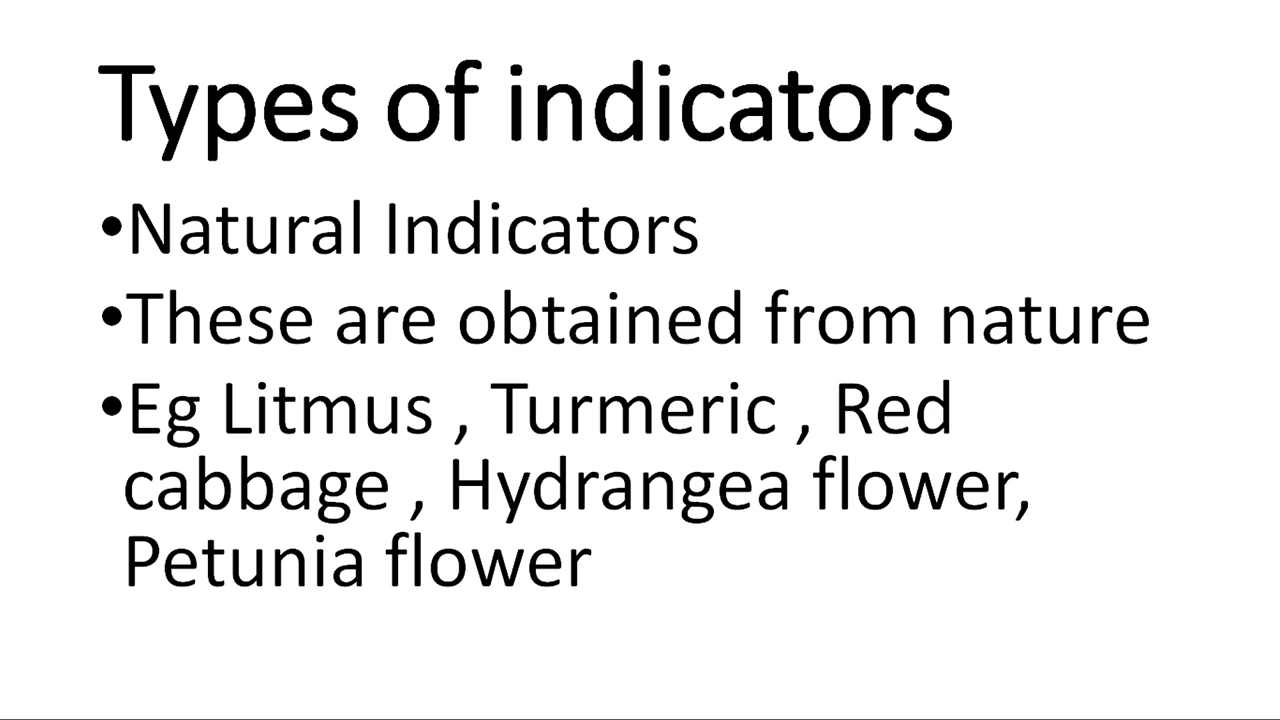 Types of indicators
•Natural Indicators
•These are obtained from nature
•Eg Litmus , Turmeric , Red
cabbage , Hydrangea flower,
Petunia flower